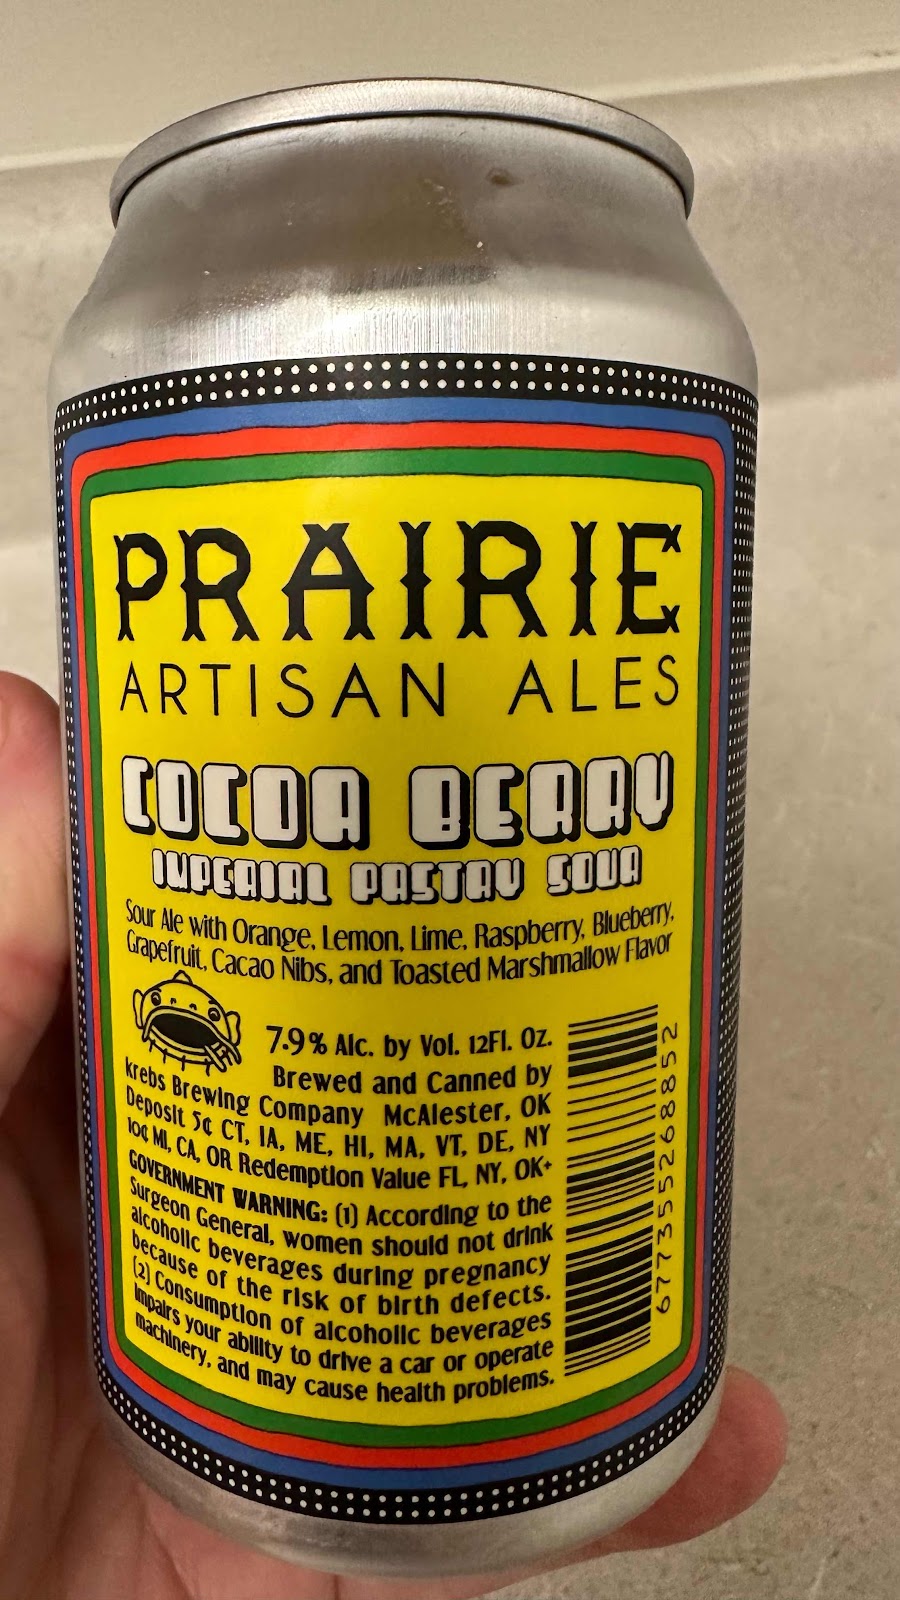 PRAIRIE
ARTISAN ALES
COCOA BERRY
IMPERIAL PASTRY SOUR
Sour Ale with Orange, Lemon, Lime, Raspberry, Blueberry,
Grapefruit, Cacao Nibs, and Toasted Marshmallow Flavor
7.9% Alc. by Vol. 12Fl. Oz.
Brewed and Canned by
Krebs Brewing Company McAlester, OK
Deposit 5¢ CT, IA, ME, HI, MA, VT, DE, NY
10¢ MI, CA, OR Redemption Value FL, NY, OK+
GOVERNMENT WARNING: (1) According to the
Surgeon General, women should not drink
alcoholic beverages during pregnancy
because of the risk of birth defects.
(2) Consumption of alcoholic beverages
impairs your ability to drive a car or operate
machinery, and may cause health problems.
677355268852